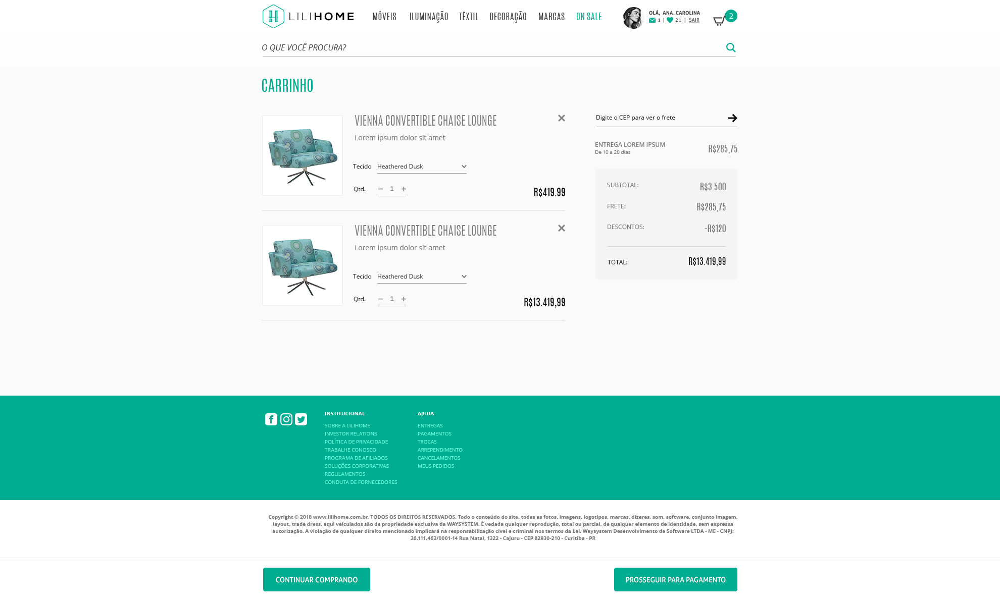 LILIHOME
MÓVEIS ILUMINAÇÃO TÊXTIL DECORAÇÃO MARCAS ON SALE
OLÁ, ANA_CAROLINA
1 | 21 | SAIR
2
O QUE VOCÊ PROCURA?
CARRINHO
VIENNA CONVERTIBLE CHAISE LOUNGE
Lorem ipsum dolor sit amet
Tecido Heathered Dusk
Qtd. − 1 +
R$419.99
VIENNA CONVERTIBLE CHAISE LOUNGE
Lorem ipsum dolor sit amet
Tecido Heathered Dusk
Qtd. − 1 +
R$13.419,99
Digite o CEP para ver o frete
ENTREGA LOREM IPSUM
De 10 a 20 dias
R$285,75
SUBTOTAL: R$3.500
FRETE: R$285,75
DESCONTOS: -R$120
TOTAL: R$13.419,99
INSTITUCIONAL
SOBRE A LILIHOME
INVESTOR RELATIONS
POLÍTICA DE PRIVACIDADE
TRABALHE CONOSCO
PROGRAMA DE AFILIADOS
SOLUÇÕES CORPORATIVAS
REGULAMENTOS
CONDUTA DE FORNECEDORES
AJUDA
ENTREGAS
PAGAMENTOS
TROCAS
ARREPENDIMENTO
CANCELAMENTOS
MEUS PEDIDOS
Copyright © 2018 www.lilihome.com.br, TODOS OS DIREITOS RESERVADOS. Todo o conteúdo do site, todas as fotos, imagens, logotipos, marcas, dizeres, som, software, conjunto imagem,
layout, trade dress, aqui veiculados são de propriedade exclusiva da WAYSYSTEM. É vedada qualquer reprodução, total ou parcial, de qualquer elemento de identidade, sem expressa
autorização. A violação de qualquer direito mencionado implicará na responsabilização cível e criminal nos termos da Lei. Waysystem Desenvolvimento de Software LTDA - ME - CNPJ:
26.111.463/0001-14 Rua Natal, 1322 - Cajuru - CEP 82930-210 - Curitiba - PR
CONTINUAR COMPRANDO
PROSSEGUIR PARA PAGAMENTO